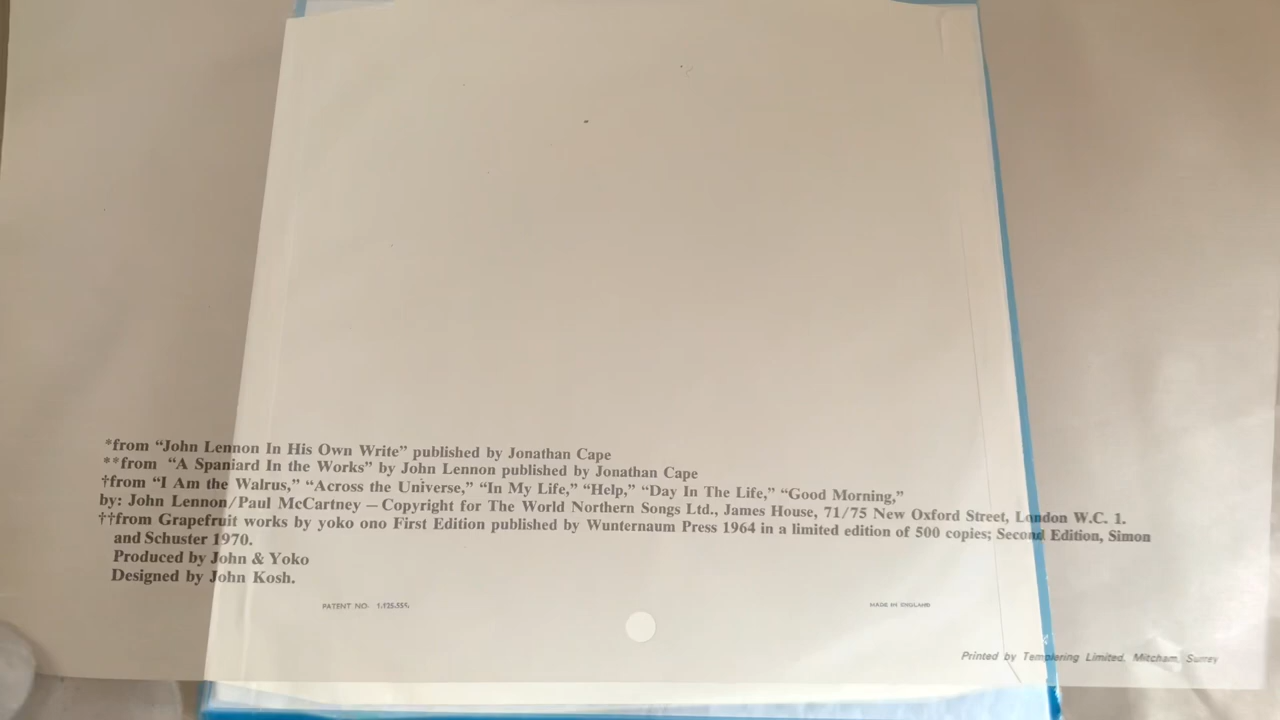 *from “John Lennon In His Own Write” published by Jonathan Cape
**from “A Spaniard In the Works” by John Lennon published by Jonathan Cape
†from “I Am the Walrus,” “Across the Universe,” “In My Life,” “Help,” “Day In The Life,” “Good Morning,”
by: John Lennon/Paul McCartney — Copyright for The World Northern Songs Ltd., James House, 71/75 New Oxford Street, London W.C. 1.
††from Grapefruit works by yoko ono First Edition published by Wunternaum Press 1964 in a limited edition of 500 copies; Second Edition, Simon
and Schuster 1970.
Produced by John & Yoko
Designed by John Kosh.
PATENT NO. 1,125,555.
MADE IN ENGLAND
Printed by Templering Limited, Mitcham, Surrey